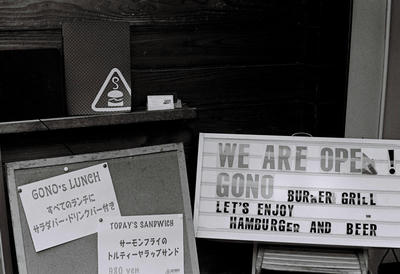 GONO'S LUNCH
すべてのランチに
サラダバー・ドリンクバー付き
TODAY'S SANDWICH
サーモンフライの
トルティーヤラップサンド
980 yen
WE ARE OPEN !
GONO BURGER GRILL
LET'S ENJOY
HAMBURGER AND BEER